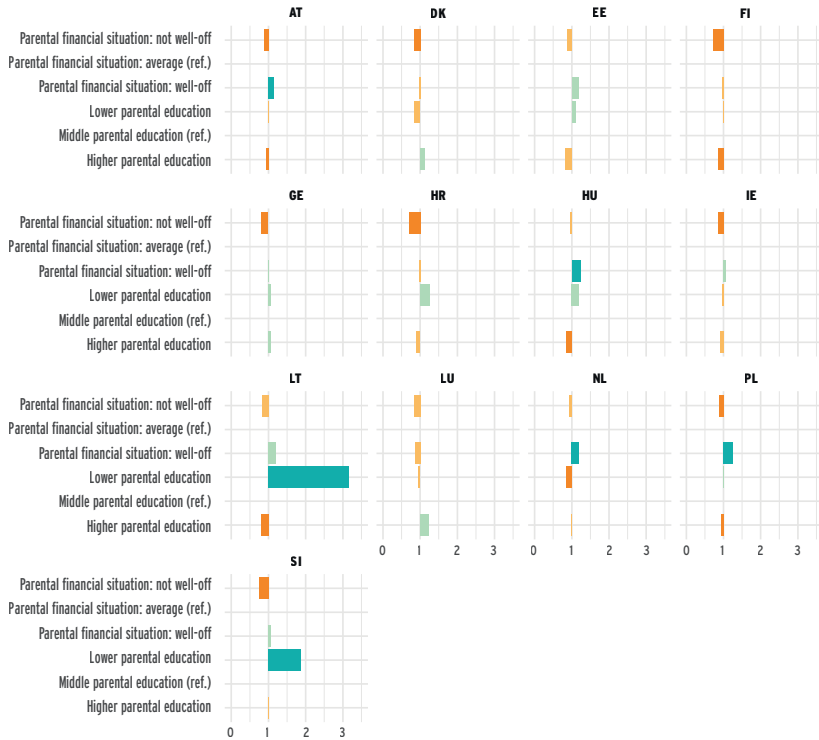 AT DK EE FI
Parental financial situation: not well-off
Parental financial situation: average (ref.)
Parental financial situation: well-off
Lower parental education
Middle parental education (ref.)
Higher parental education
GE HR HU IE
Parental financial situation: not well-off
Parental financial situation: average (ref.)
Parental financial situation: well-off
Lower parental education
Middle parental education (ref.)
Higher parental education
LT LU NL PL
Parental financial situation: not well-off
Parental financial situation: average (ref.)
Parental financial situation: well-off
Lower parental education
Middle parental education (ref.)
Higher parental education
0 1 2 3 0 1 2 3 0 1 2 3
SI
Parental financial situation: not well-off
Parental financial situation: average (ref.)
Parental financial situation: well-off
Lower parental education
Middle parental education (ref.)
Higher parental education
0 1 2 3